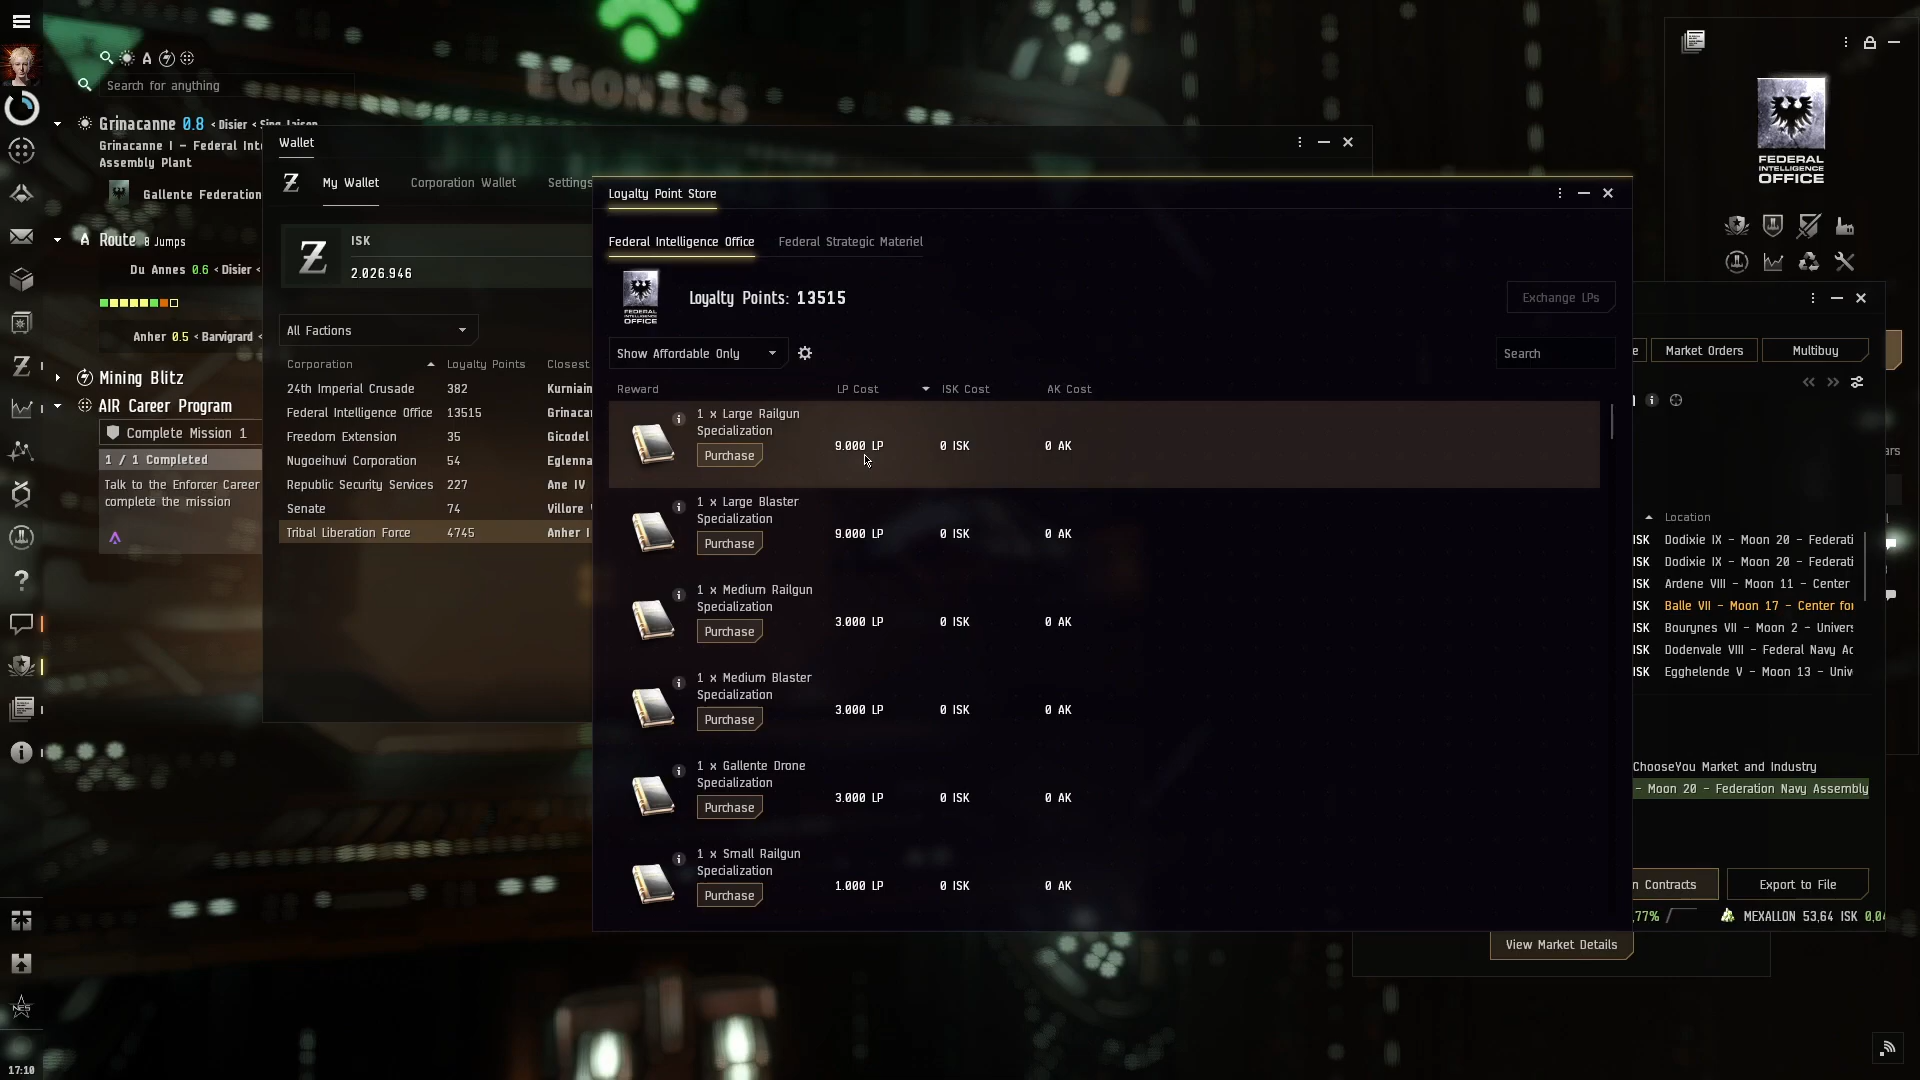 Search for anything
Grinacanne 0.8 < Disier <
Grinacanne I - Federal Inte
Assembly Plant
Gallente Federation
Route 8 Jumps
Du Annes 0.6 < Disier <
Anher 0.5 < Barvigrard <
Mining Blitz
AIR Career Program
Complete Mission 1
1 / 1 Completed
Talk to the Enforcer Career
complete the mission
17:10
Wallet
My Wallet
Corporation Wallet
Settings
ISK
2.026.946
All Factions
Corporation Loyalty Points Closest
24th Imperial Crusade 382 Kurniain
Federal Intelligence Office 13515 Grinacan
Freedom Extension 35 Gicodel
Nugoeihuvi Corporation 54 Eglenna
Republic Security Services 227 Ane IV
Senate 74 Villore
Tribal Liberation Force 4745 Anher I
Loyalty Point Store
Federal Intelligence Office
Federal Strategic Materiel
FEDERAL
INTELLIGENCE
OFFICE
Loyalty Points: 13515
Exchange LPs
Show Affordable Only
Search
Reward LP Cost ISK Cost AK Cost
1 x Large Railgun
Specialization
Purchase
9.000 LP 0 ISK 0 AK
1 x Large Blaster
Specialization
Purchase
9.000 LP 0 ISK 0 AK
1 x Medium Railgun
Specialization
Purchase
3.000 LP 0 ISK 0 AK
1 x Medium Blaster
Specialization
Purchase
3.000 LP 0 ISK 0 AK
1 x Gallente Drone
Specialization
Purchase
3.000 LP 0 ISK 0 AK
1 x Small Railgun
Specialization
Purchase
1.000 LP 0 ISK 0 AK
FEDERAL
INTELLIGENCE
OFFICE
Market Orders
Multibuy
Location
ISK Dodixie IX - Moon 20 - Federati
ISK Dodixie IX - Moon 20 - Federati
ISK Ardene VIII - Moon 11 - Center
ISK Balle VII - Moon 17 - Center for
ISK Bourynes VII - Moon 2 - Univers
ISK Dodenvale VIII - Federal Navy Ac
ISK Egghelende V - Moon 13 - Univ
ChooseYou Market and Industry
- Moon 20 - Federation Navy Assembly
n Contracts
Export to File
,77% MEXALLON 53,64 ISK 0,04
View Market Details